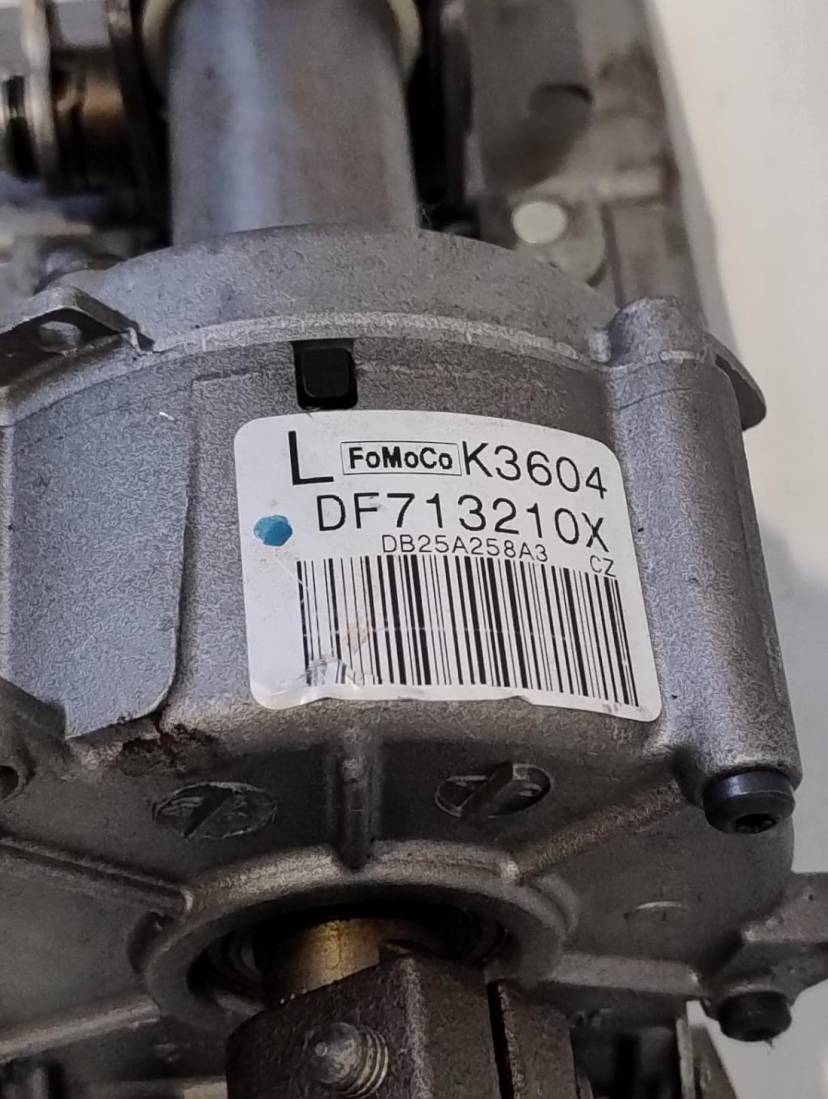 L FoMoCo K3604
DF713210X
DB25A258A3 CZ